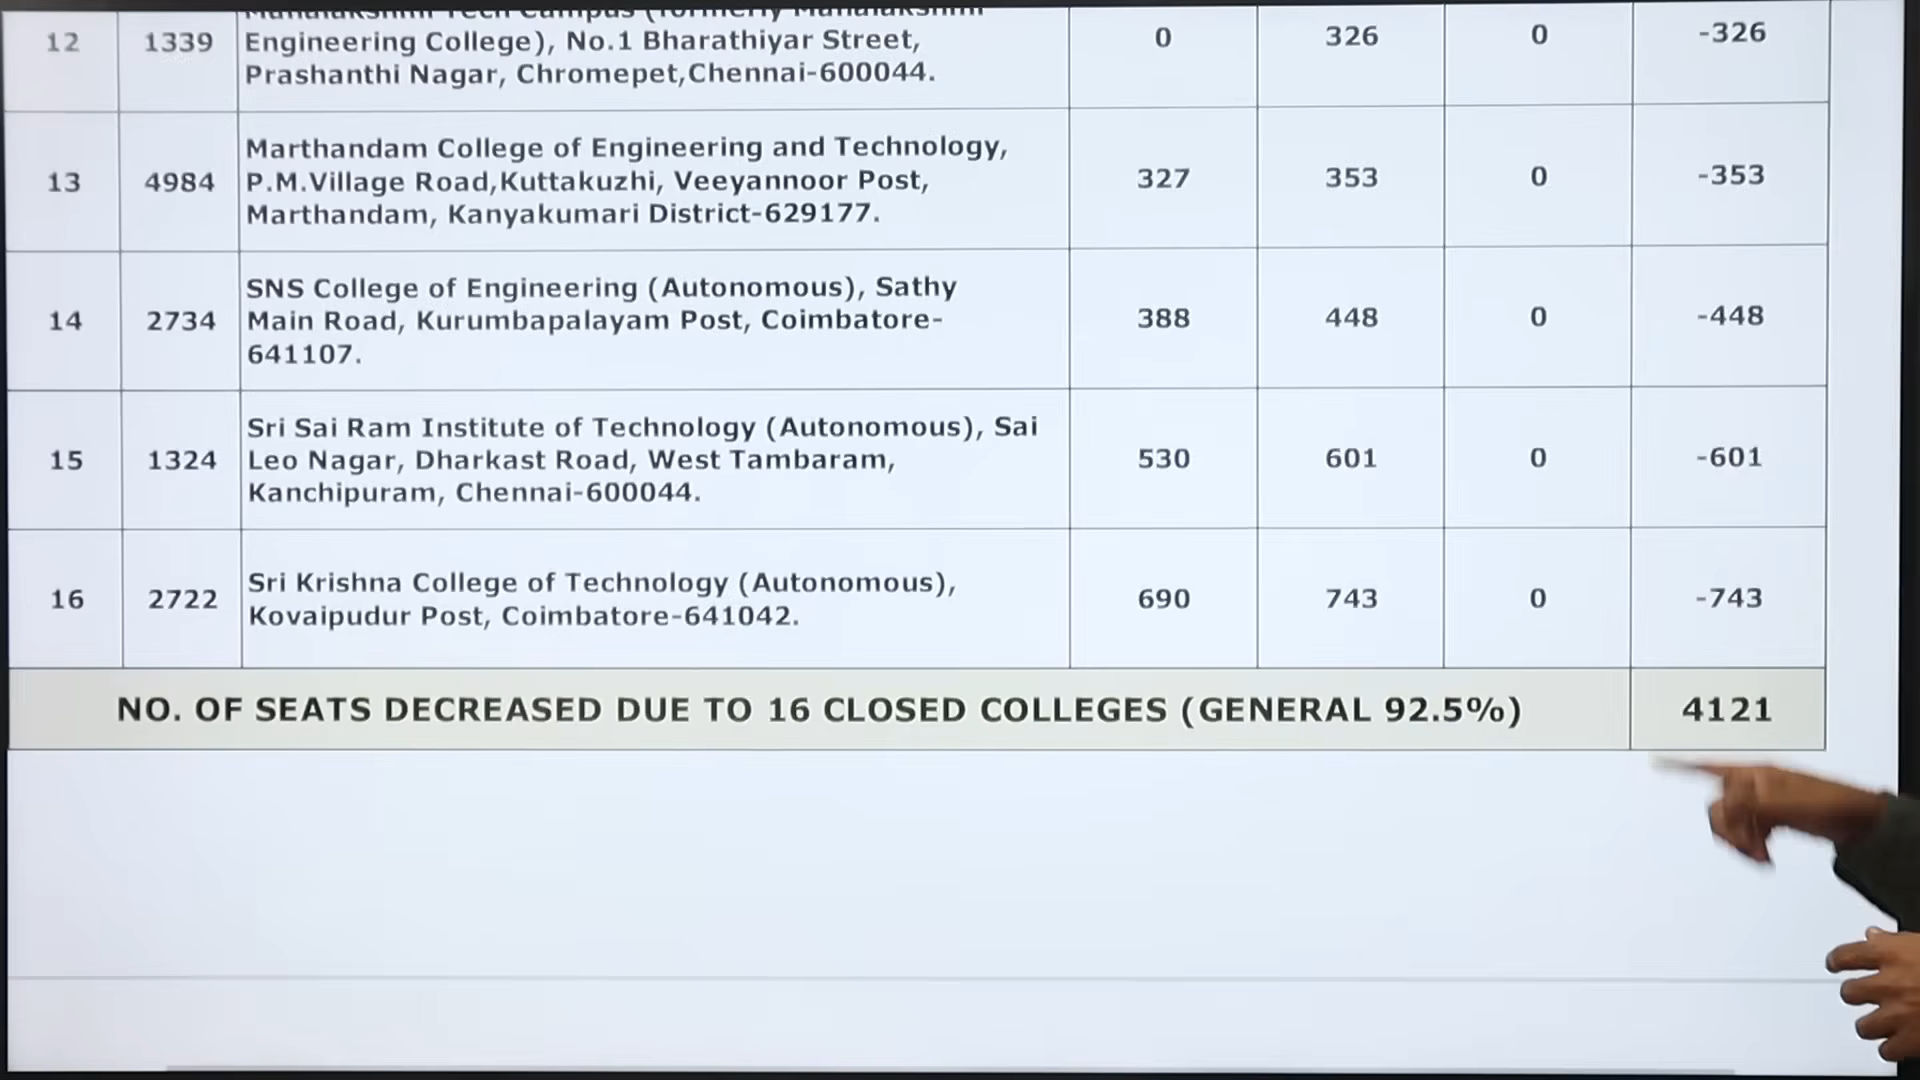 Mahalakshmi Tech Campus (formerly Mahalakshmi
12 1339 Engineering College), No.1 Bharathiyar Street, 0 326 0 -326
Prashanthi Nagar, Chromepet,Chennai-600044.
Marthandam College of Engineering and Technology,
13 4984 P.M.Village Road,Kuttakuzhi, Veeyannoor Post, 327 353 0 -353
Marthandam, Kanyakumari District-629177.
SNS College of Engineering (Autonomous), Sathy
14 2734 Main Road, Kurumbapalayam Post, Coimbatore- 388 448 0 -448
641107.
Sri Sai Ram Institute of Technology (Autonomous), Sai
15 1324 Leo Nagar, Dharkast Road, West Tambaram, 530 601 0 -601
Kanchipuram, Chennai-600044.
Sri Krishna College of Technology (Autonomous),
16 2722 690 743 0 -743
Kovaipudur Post, Coimbatore-641042.
NO. OF SEATS DECREASED DUE TO 16 CLOSED COLLEGES (GENERAL 92.5%) 4121